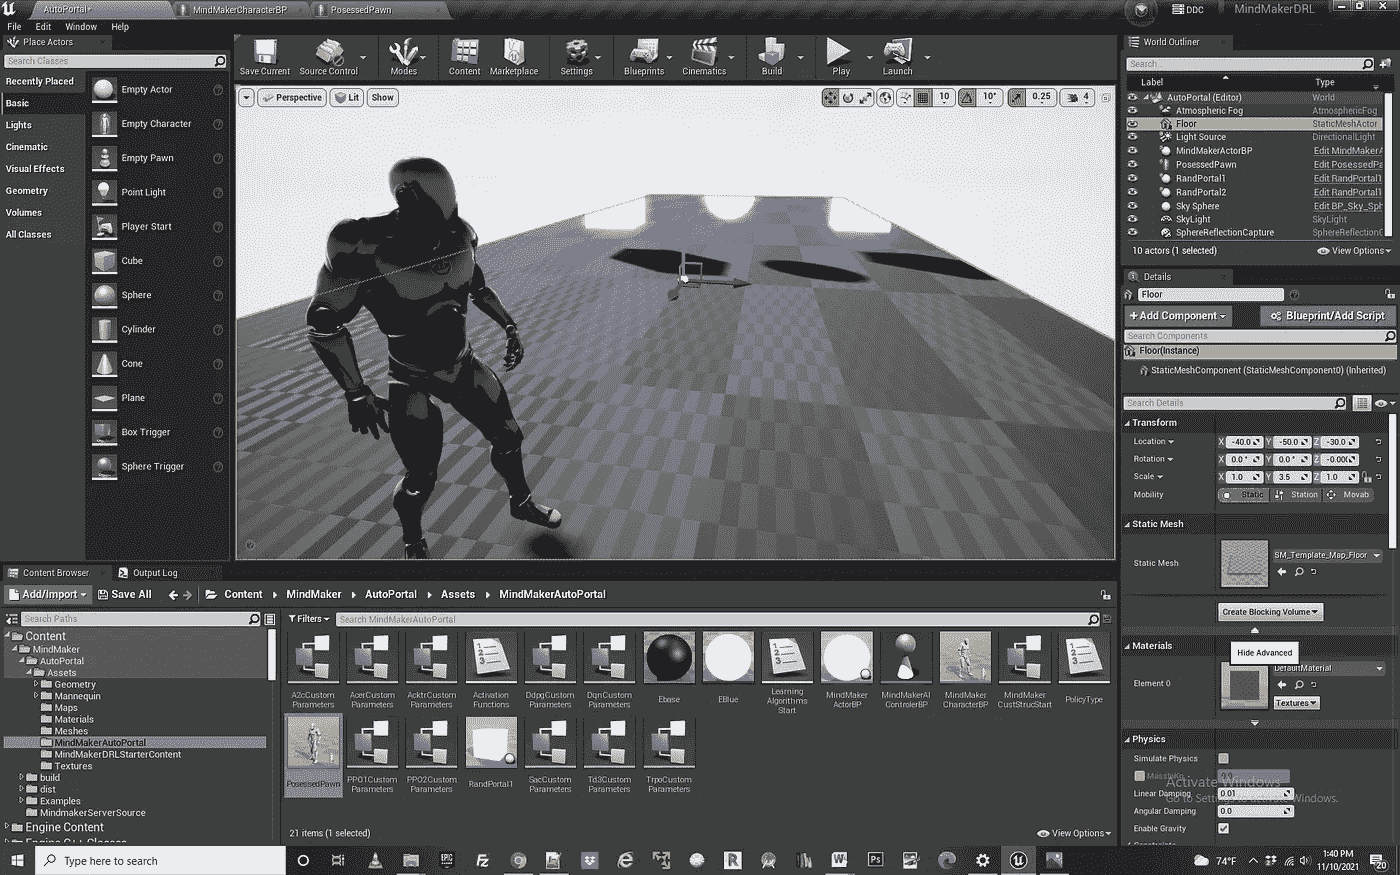 AutoPortal*
MindMakerCharacterBP
PosessedPawn
DDC
MindMakerDRL
File Edit Window Help
Place Actors
Search Classes
Recently Placed
Basic
Lights
Cinematic
Visual Effects
Geometry
Volumes
All Classes
Empty Actor
Empty Character
Empty Pawn
Point Light
Player Start
Cube
Sphere
Cylinder
Cone
Plane
Box Trigger
Sphere Trigger
Save Current
Source Control
Modes
Content
Marketplace
Settings
Blueprints
Cinematics
Build
Play
Launch
Perspective
Lit
Show
10
10°
0.25
4
World Outliner
Search...
Label Type
AutoPortal (Editor) World
Atmospheric Fog AtmosphericFog
Floor StaticMeshActor
Light Source DirectionalLight
MindMakerActorBP Edit MindMakerA
PosessedPawn Edit PosessedPa
RandPortal1 Edit RandPortal1
RandPortal2 Edit RandPortal1
Sky Sphere Edit BP_Sky_Sph
SkyLight SkyLight
SphereReflectionCapture SphereReflectionC
10 actors (1 selected)
View Options
Details
Floor
+Add Component
Blueprint/Add Script
Search Components
Floor(Instance)
StaticMeshComponent (StaticMeshComponent0) (Inherited)
Search Details
Transform
Location X -40.0 Y -50.0 Z -30.0
Rotation X 0.0° Y 0.0° Z -0.000
Scale X 1.0 Y 3.5 Z 1.0
Mobility Static Station Movab
Static Mesh
Static Mesh
SM_Template_Map_Floor
Create Blocking Volume
Materials
Hide Advanced
Element 0
DefaultMaterial
Textures
Physics
Simulate Physics
Linear Damping 0.01
Angular Damping 0.0
Enable Gravity
Activate Windows
Go to Settings to activate Windows.
Content Browser
Output Log
Add/Import
Save All
Content
MindMaker
AutoPortal
Assets
MindMakerAutoPortal
Search Paths
Filters
Search MindMakerAutoPortal
Content
MindMaker
AutoPortal
Assets
Geometry
Mannequin
Maps
Materials
Meshes
MindMakerAutoPortal
MindMakerDRLStarterContent
Textures
build
dist
Examples
MindmakerServerSource
Engine Content
Engine C++ Classes
A2cCustom Parameters
AcerCustom Parameters
AcktrCustom Parameters
Activation Functions
DdpgCustom Parameters
DqnCustom Parameters
Ebase
EBlue
Learning Algorithms Start
MindMaker ActorBP
MindMakerAI ControlerBP
MindMaker CharacterBP
MindMaker CustStrucStart
PolicyType
PosessedPawn
PPO1Custom Parameters
PPO2Custom Parameters
RandPortal1
SacCustom Parameters
Td3Custom Parameters
TrpoCustom Parameters
21 items (1 selected)
View Options
Type here to search
74°F
1:40 PM
11/10/2021
20